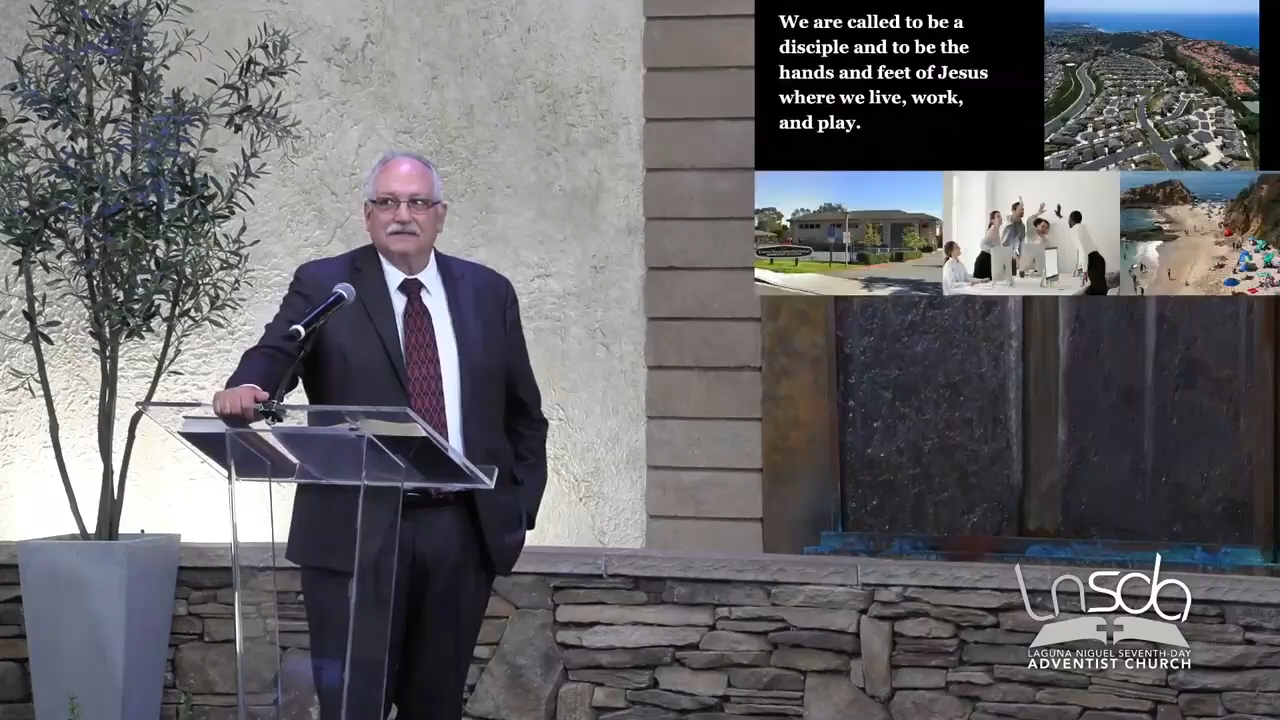 We are called to be a
disciple and to be the
hands and feet of Jesus
where we live, work,
and play.
lnsda
LAGUNA NIGUEL SEVENTH-DAY
ADVENTIST CHURCH